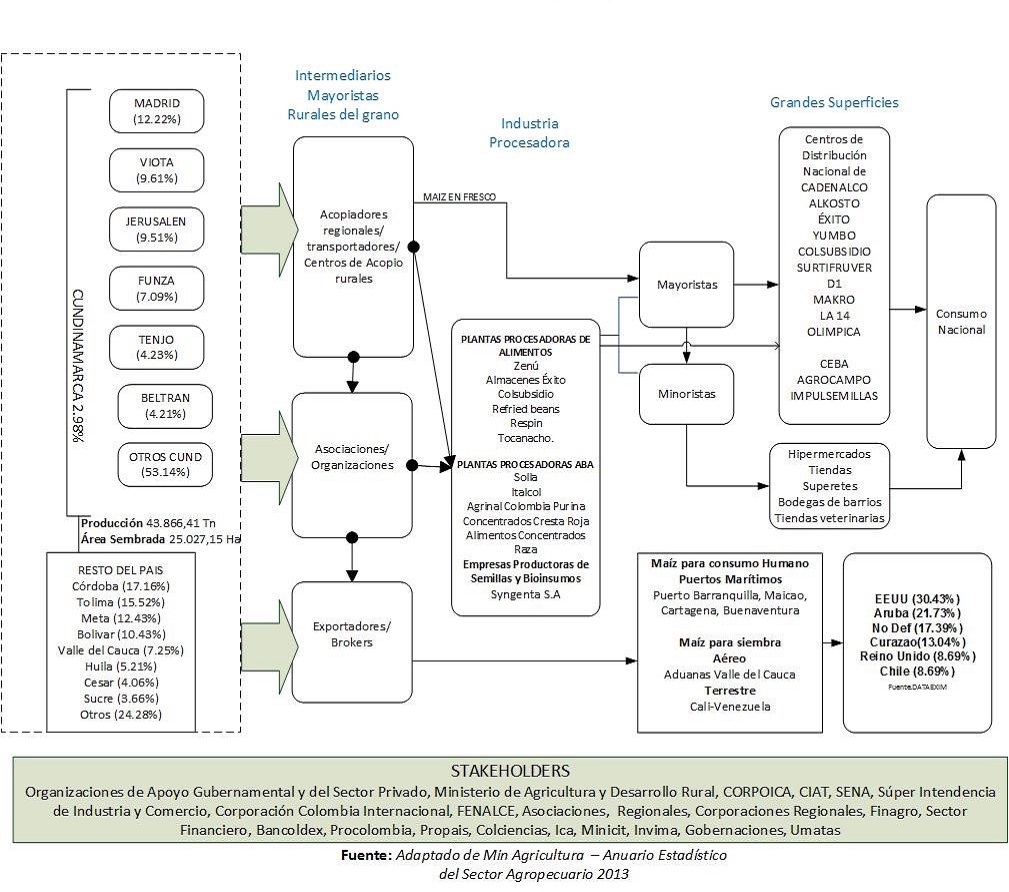 MADRID
(12.22%)
VIOTA
(9.61%)
JERUSALEN
(9.51%)
FUNZA
(7.09%)
TENJO
(4.23%)
BELTRAN
(4.21%)
OTROS CUND
(53.14%)
CUNDINAMARCA 2.98%
Producción 43.866,41 Tn
Área Sembrada 25.027,15 Ha
RESTO DEL PAIS
Córdoba (17.16%)
Tolima (15.52%)
Meta (12.43%)
Bolivar (10.43%)
Valle del Cauca (7.25%)
Huila (5.21%)
Cesar (4.06%)
Sucre (3.66%)
Otros (24.28%)
Intermediarios
Mayoristas
Rurales del grano
Acopiadores
regionales/
transportadores/
Centros de Acopio
rurales
Asociaciones/
Organizaciones
Exportadores/
Brokers
MAIZ EN FRESCO
Industria
Procesadora
PLANTAS PROCESADORAS DE
ALIMENTOS
Zenú
Almacenes Éxito
Colsubsidio
Refried beans
Respin
Tocanacho.
PLANTAS PROCESADORAS ABA
Solla
Italcol
Agrinal Colombia Purina
Concentrados Cresta Roja
Alimentos Concentrados
Raza
Empresas Productoras de
Semillas y Bioinsumos
Syngenta S.A
Mayoristas
Minoristas
Grandes Superficies
Centros de
Distribución
Nacional de
CADENALCO
ALKOSTO
ÉXITO
YUMBO
COLSUBSIDIO
SURTIFRUVER
D1
MAKRO
LA 14
OLIMPICA
CEBA
AGROCAMPO
IMPULSEMILLAS
Hipermercados
Tiendas
Superetes
Bodegas de barrios
Tiendas veterinarias
Consumo
Nacional
Maíz para consumo Humano
Puertos Marítimos
Puerto Barranquilla, Maicao,
Cartagena, Buenaventura
Maíz para siembra
Aéreo
Aduanas Valle del Cauca
Terrestre
Cali-Venezuela
EEUU (30.43%)
Aruba (21.73%)
No Def (17.39%)
Curazao(13.04%)
Reino Unido (8.69%)
Chile (8.69%)
Fuente.DATAEXIM
STAKEHOLDERS
Organizaciones de Apoyo Gubernamental y del Sector Privado, Ministerio de Agricultura y Desarrollo Rural, CORPOICA, CIAT, SENA, Súper Intendencia
de Industria y Comercio, Corporación Colombia Internacional, FENALCE, Asociaciones, Regionales, Corporaciones Regionales, Finagro, Sector
Financiero, Bancoldex, Procolombia, Propais, Colciencias, Ica, Minicit, Invima, Gobernaciones, Umatas
Fuente: Adaptado de Min Agricultura – Anuario Estadístico
del Sector Agropecuario 2013